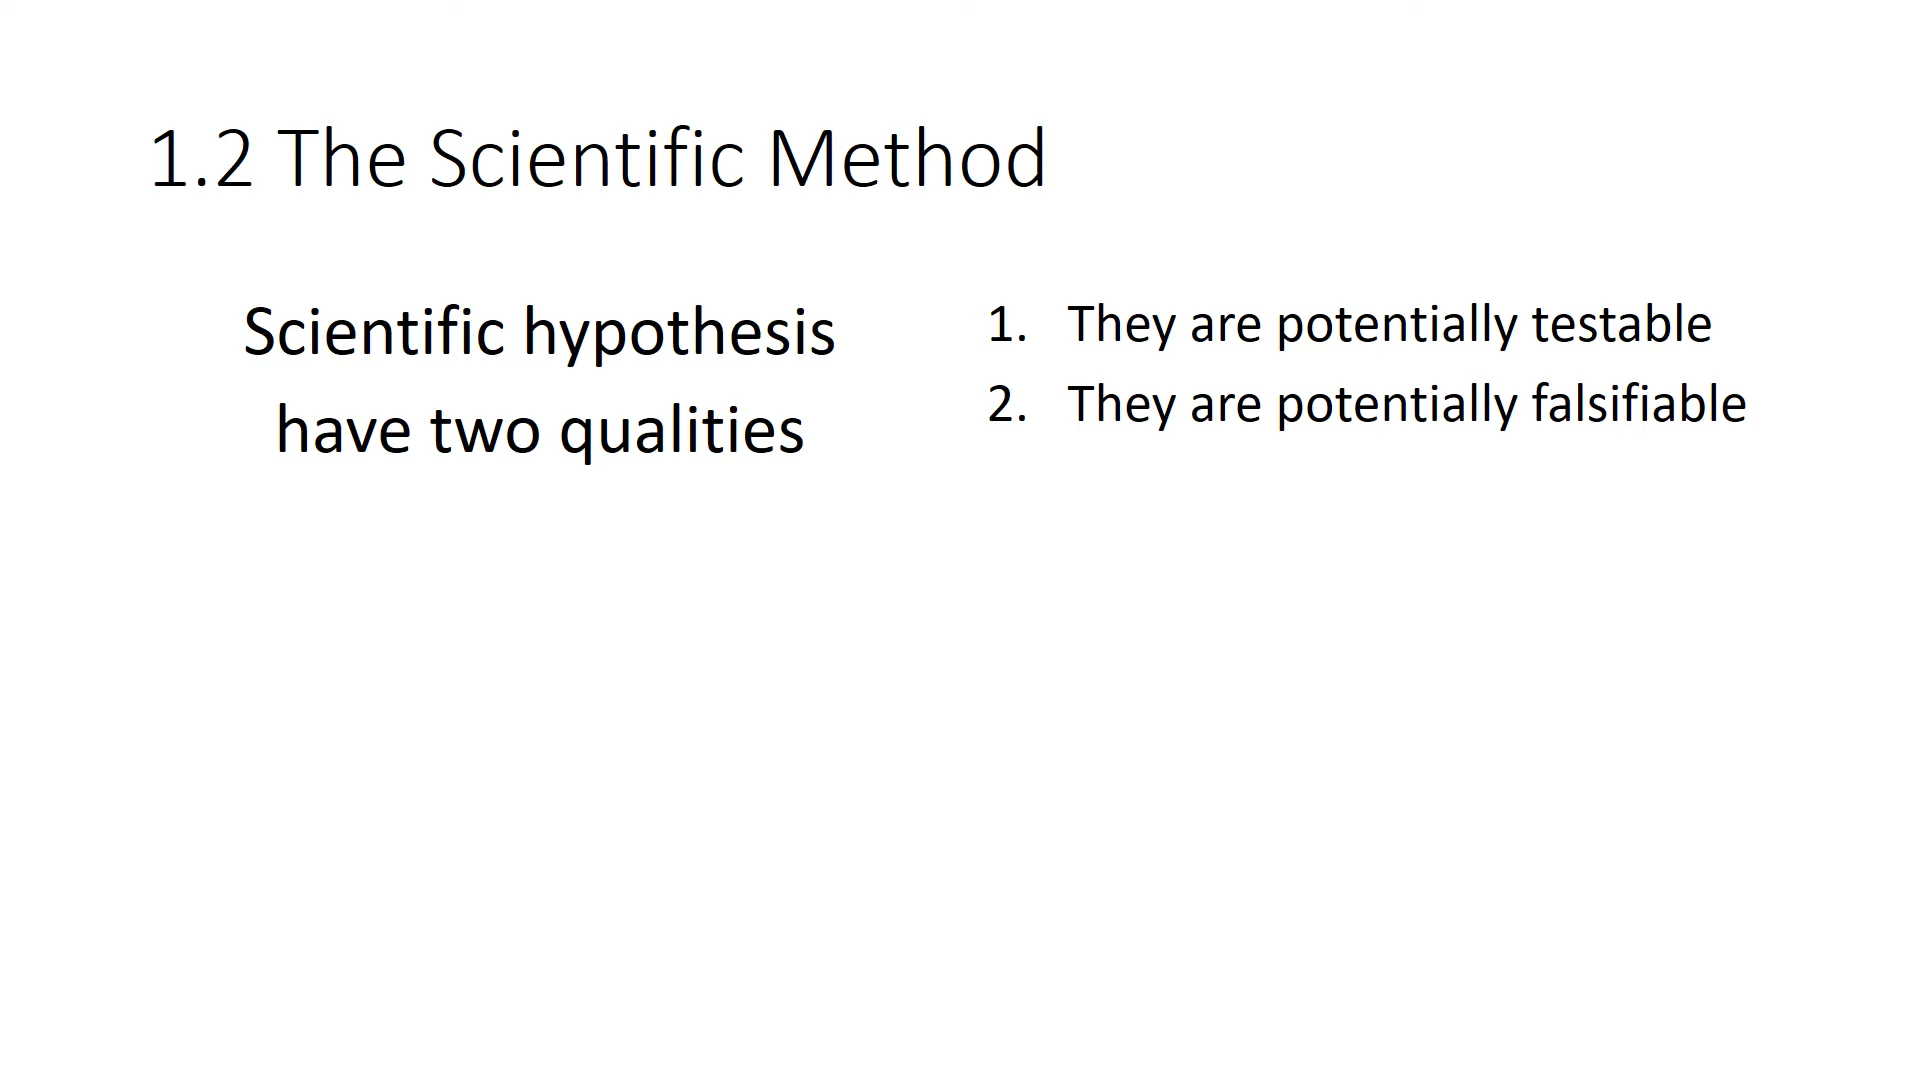 1.2 The Scientific Method
Scientific hypothesis
have two qualities
1. They are potentially testable
2. They are potentially falsifiable